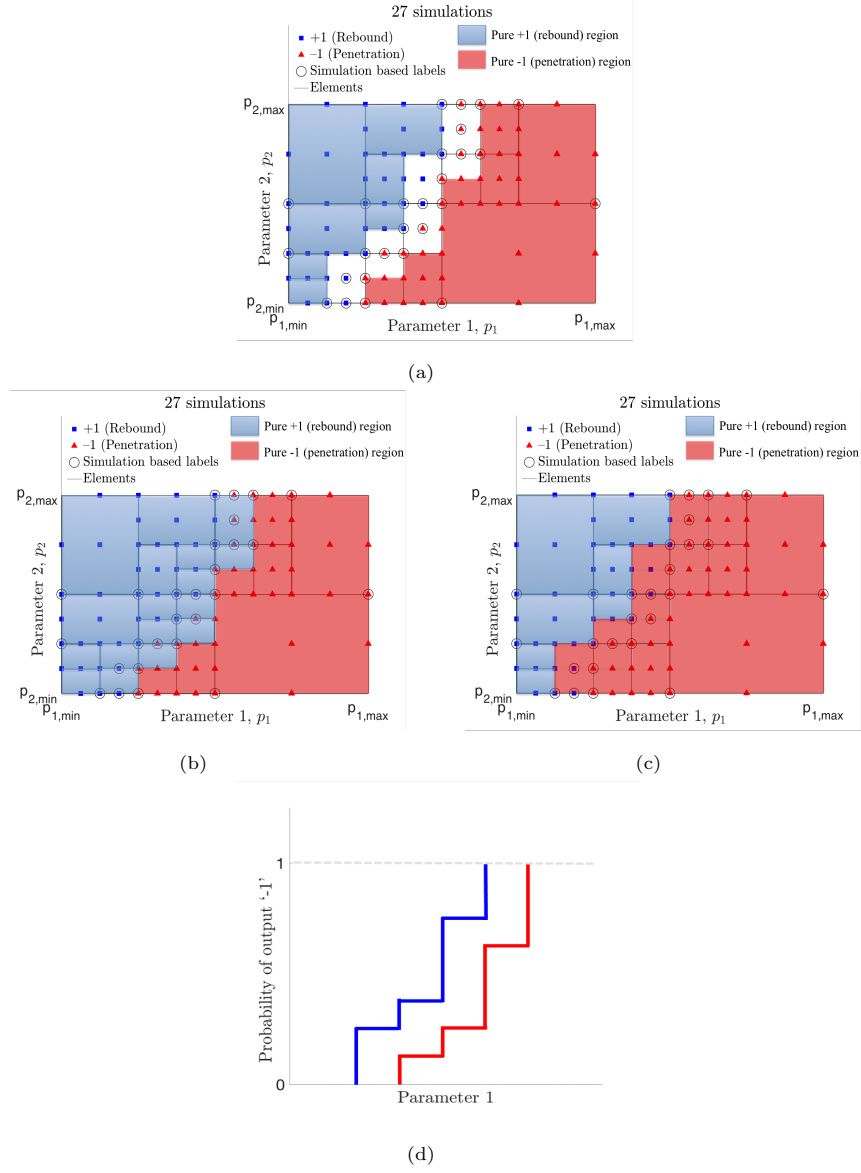 27 simulations
+1 (Rebound)
–1 (Penetration)
Simulation based labels
Elements
Pure +1 (rebound) region
Pure -1 (penetration) region
p2,max
Parameter 2, p2
p2,min
p1,min
Parameter 1, p1
p1,max
(a)
27 simulations
+1 (Rebound)
–1 (Penetration)
Simulation based labels
Elements
Pure +1 (rebound) region
Pure -1 (penetration) region
p2,max
Parameter 2, p2
p2,min
p1,min
Parameter 1, p1
p1,max
(b)
27 simulations
+1 (Rebound)
–1 (Penetration)
Simulation based labels
Elements
Pure +1 (rebound) region
Pure -1 (penetration) region
p2,max
Parameter 2, p2
p2,min
p1,min
Parameter 1, p1
p1,max
(c)
1
Probability of output ‘-1’
0
Parameter 1
(d)